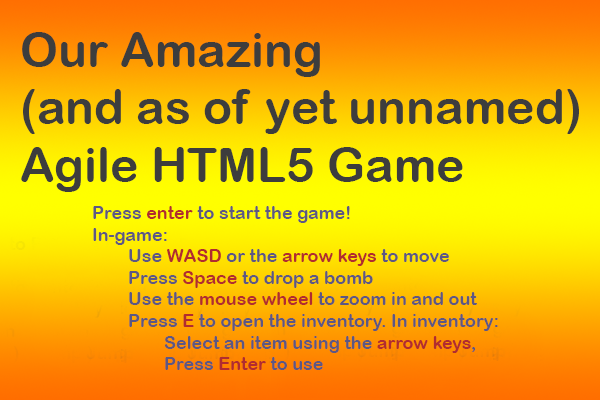 Our Amazing
(and as of yet unnamed)
Agile HTML5 Game
Press enter to start the game!
In-game:
Use WASD or the arrow keys to move
Press Space to drop a bomb
Use the mouse wheel to zoom in and out
Press E to open the inventory. In inventory:
Select an item using the arrow keys,
Press Enter to use